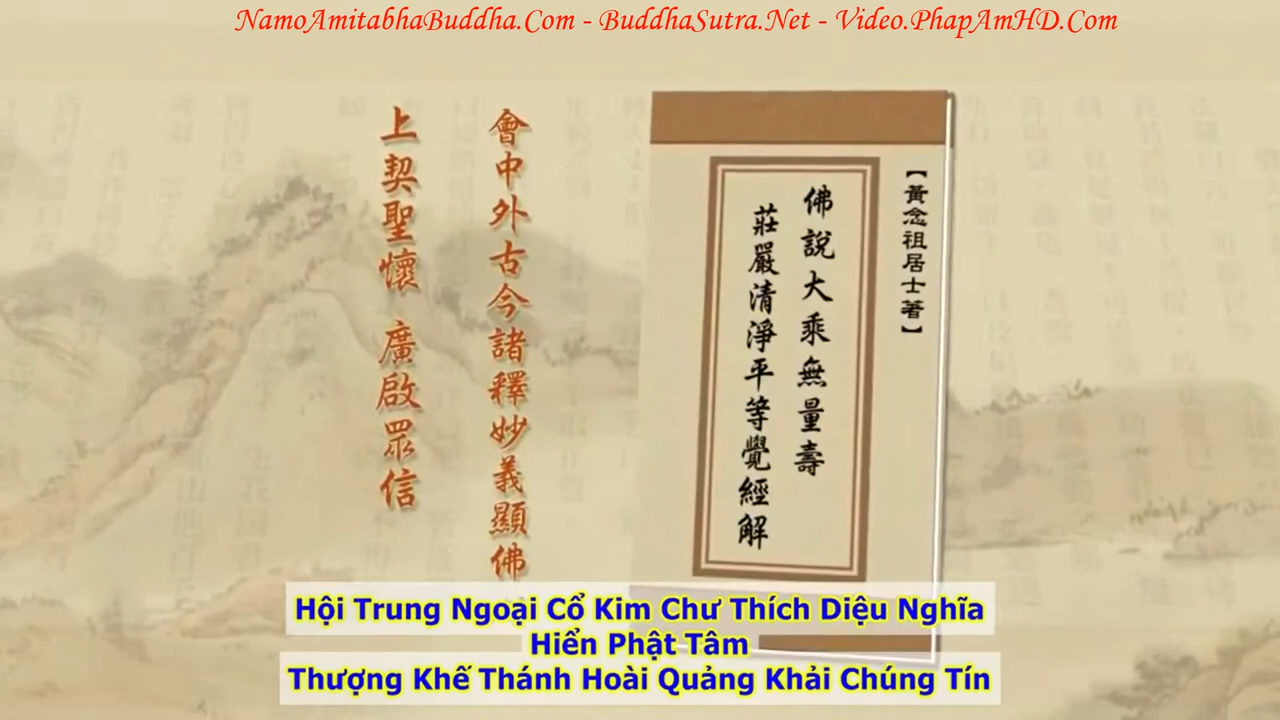 NamoAmitabhaBuddha.Com - BuddhaSutra.Net - Video.PhapAmHD.Com
【黃念祖居士著】
佛說大乘無量壽
莊嚴清淨平等覺經解
會中外古今諸釋妙義顯佛
上契聖懷 廣啟眾信
Hội Trung Ngoại Cổ Kim Chư Thích Diệu Nghĩa
Hiển Phật Tâm
Thượng Khế Thánh Hoài Quảng Khải Chúng Tín